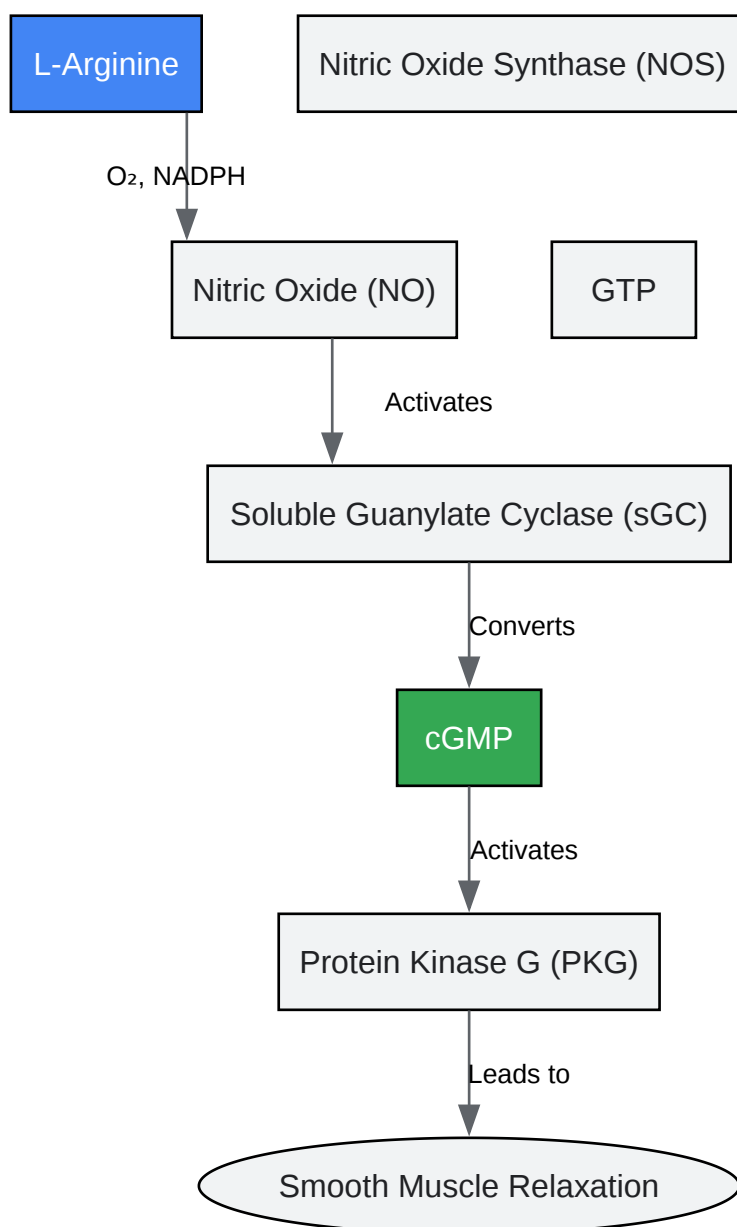 L-Arginine
Nitric Oxide Synthase (NOS)
O₂, NADPH
Nitric Oxide (NO)
GTP
Activates
Soluble Guanylate Cyclase (sGC)
Converts
cGMP
Activates
Protein Kinase G (PKG)
Leads to
Smooth Muscle Relaxation